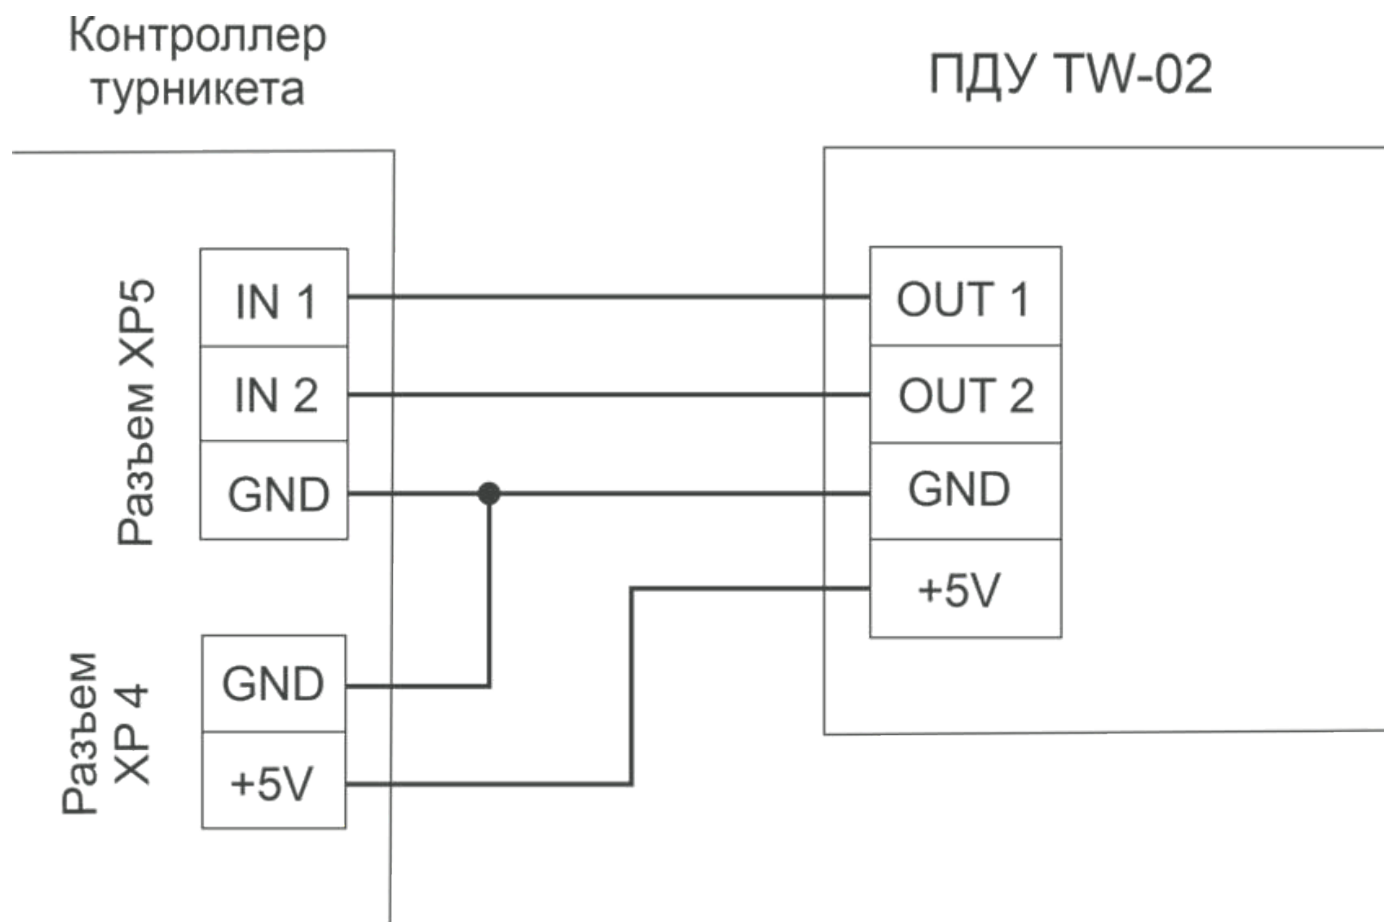 Контроллер
турникета
ПДУ TW-02
Разъем XP5
IN 1
IN 2
GND
OUT 1
OUT 2
GND
+5V
Разъем
XP 4
GND
+5V